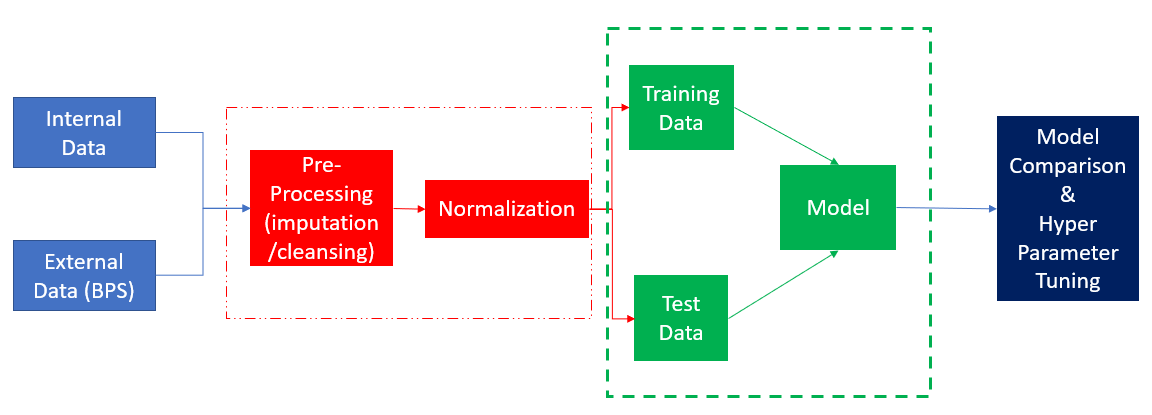 Internal
Data
External
Data (BPS)
Pre-
Processing
(imputation
/cleansing)
Normalization
Training
Data
Test
Data
Model
Model
Comparison
&
Hyper
Parameter
Tuning